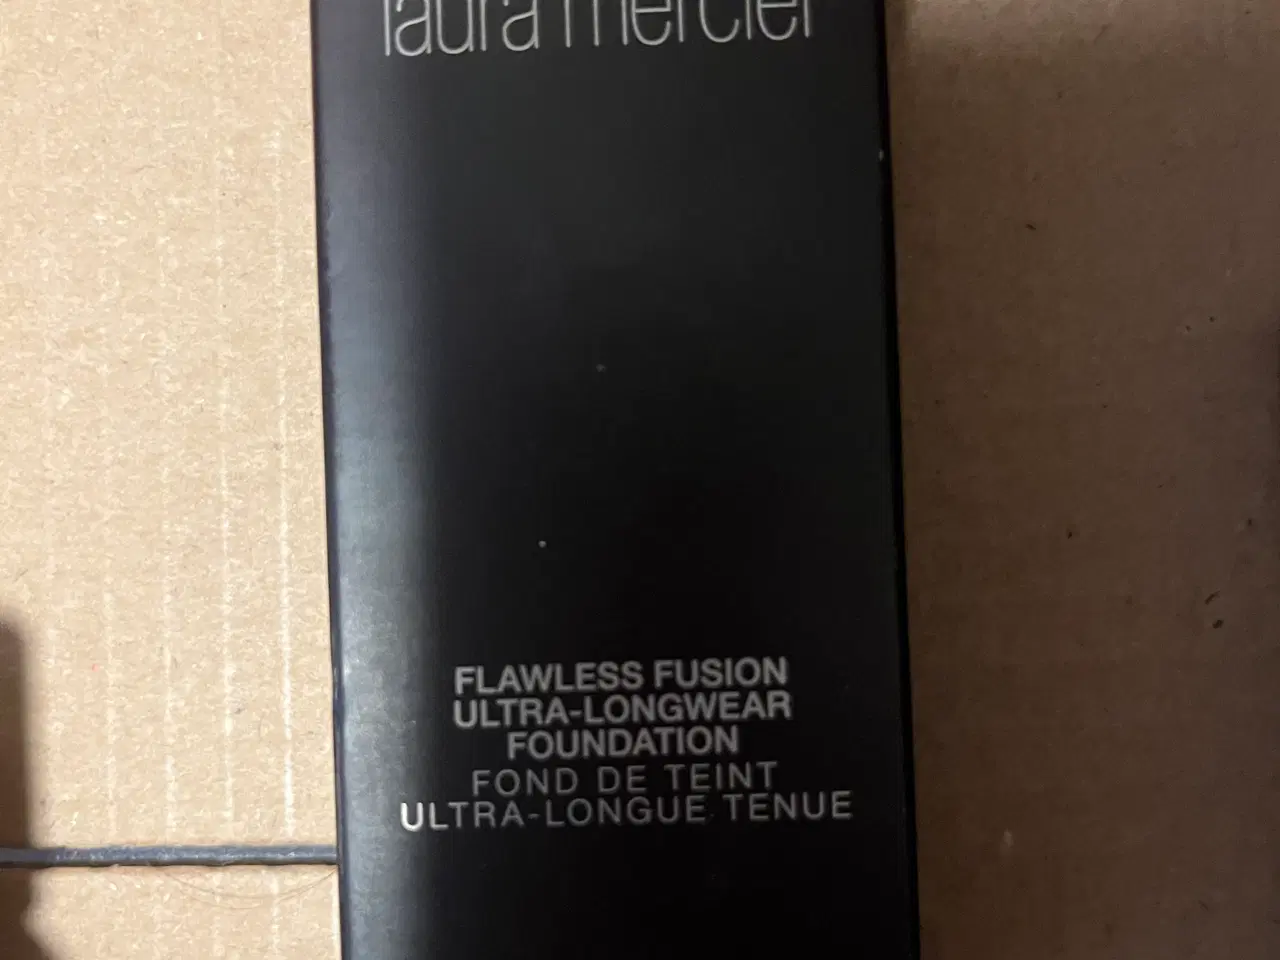 laura mercier
FLAWLESS FUSION
ULTRA-LONGWEAR
FOUNDATION
FOND DE TEINT
ULTRA-LONGUE TENUE